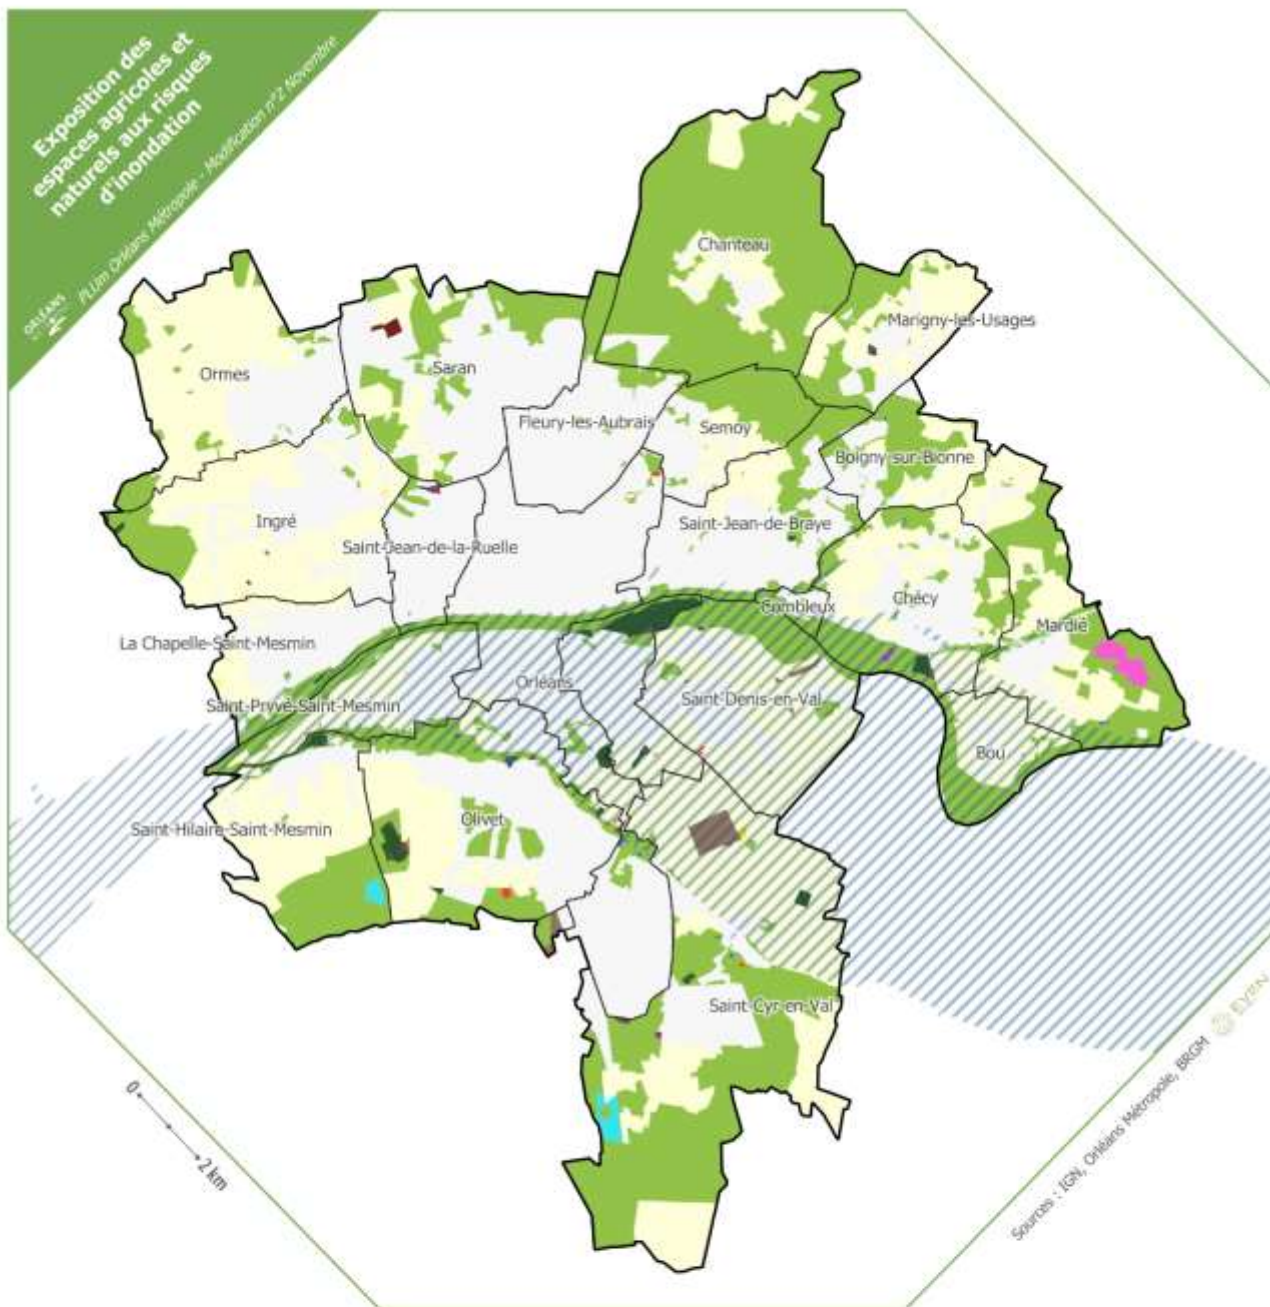 Exposition des
espaces agricoles et
naturels aux risques
d'inondation
PLUm Orléans Métropole - Modification n°2 Novembre
ORLÉANS
Chanteau
Marigny-les-Usages
Ormes
Saran
Fleury-les-Aubrais
Semoy
Boigny-sur-Bionne
Ingré
Saint-Jean-de-Braye
Saint-Jean-de-la-Ruelle
Combleux
Chécy
Mardié
La Chapelle-Saint-Mesmin
Orléans
Saint-Pryvé-Saint-Mesmin
Saint-Denis-en-Val
Bou
Saint-Hilaire-Saint-Mesmin
Olivet
Saint-Cyr-en-Val
0
2 km
Sources : IGN, Orléans Métropole, BRGM